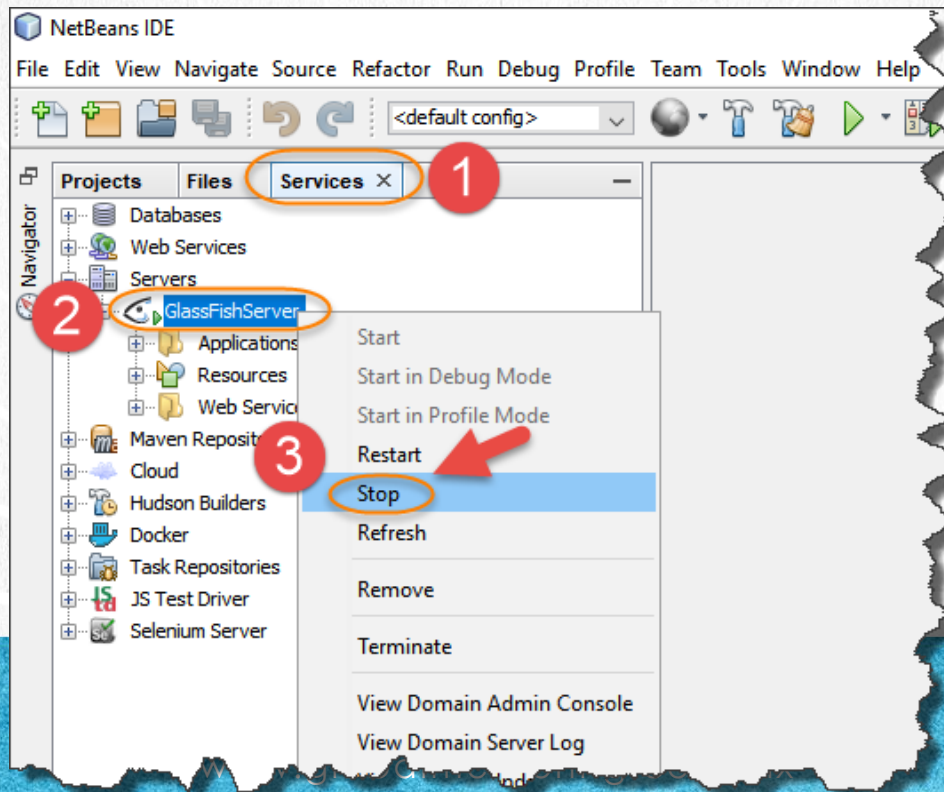 NetBeans IDE
File Edit View Navigate Source Refactor Run Debug Profile Team Tools Window Help
<default config>
Projects Files Services × 1
Navigator
Databases
Web Services
Servers
2 GlassFishServer
Applications
Resources
Web Servic
Maven Reposit
Cloud
Hudson Builders
Docker
Task Repositories
JS Test Driver
Selenium Server
Start
Start in Debug Mode
Start in Profile Mode
Restart
3
Stop
Refresh
Remove
Terminate
View Domain Admin Console
View Domain Server Log